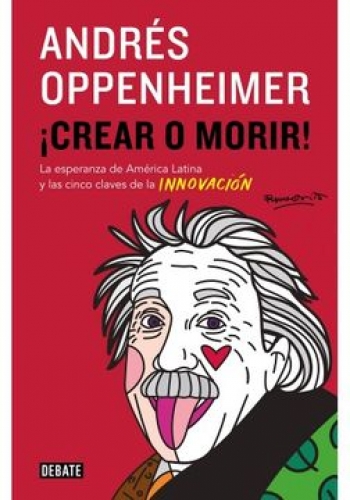 ANDRÉS
OPPENHEIMER
¡CREAR O MORIR!
La esperanza de América Latina
y las cinco claves de la INNOVACIÓN
DEBATE